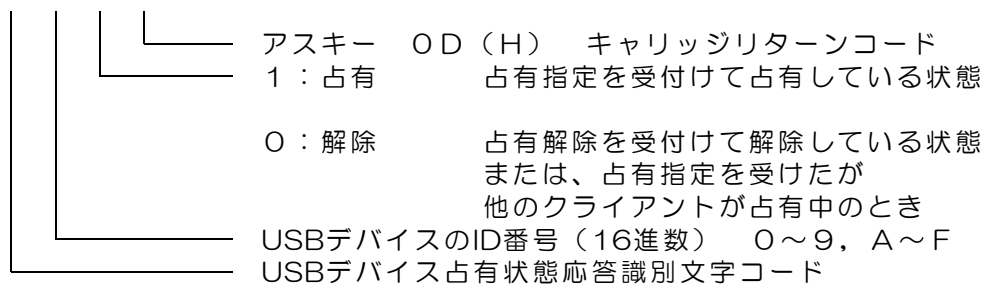 アスキー　０Ｄ（Ｈ）　キャリッジリターンコード
１：占有　占有指定を受付けて占有している状態
０：解除　占有解除を受付けて解除している状態
または、占有指定を受けたが
他のクライアントが占有中のとき
USBデバイスのID番号（16進数）　０～９，Ａ～Ｆ
USBデバイス占有状態応答識別文字コード